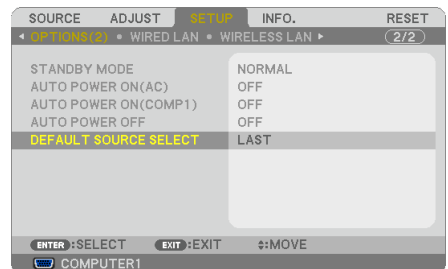 SOURCE ADJUST SETUP INFO. RESET
OPTIONS(2) • WIRED LAN • WIRELESS LAN 2/2
STANDBY MODE NORMAL
AUTO POWER ON(AC) OFF
AUTO POWER ON(COMP1) OFF
AUTO POWER OFF OFF
DEFAULT SOURCE SELECT LAST
ENTER :SELECT EXIT :EXIT :MOVE
COMPUTER1